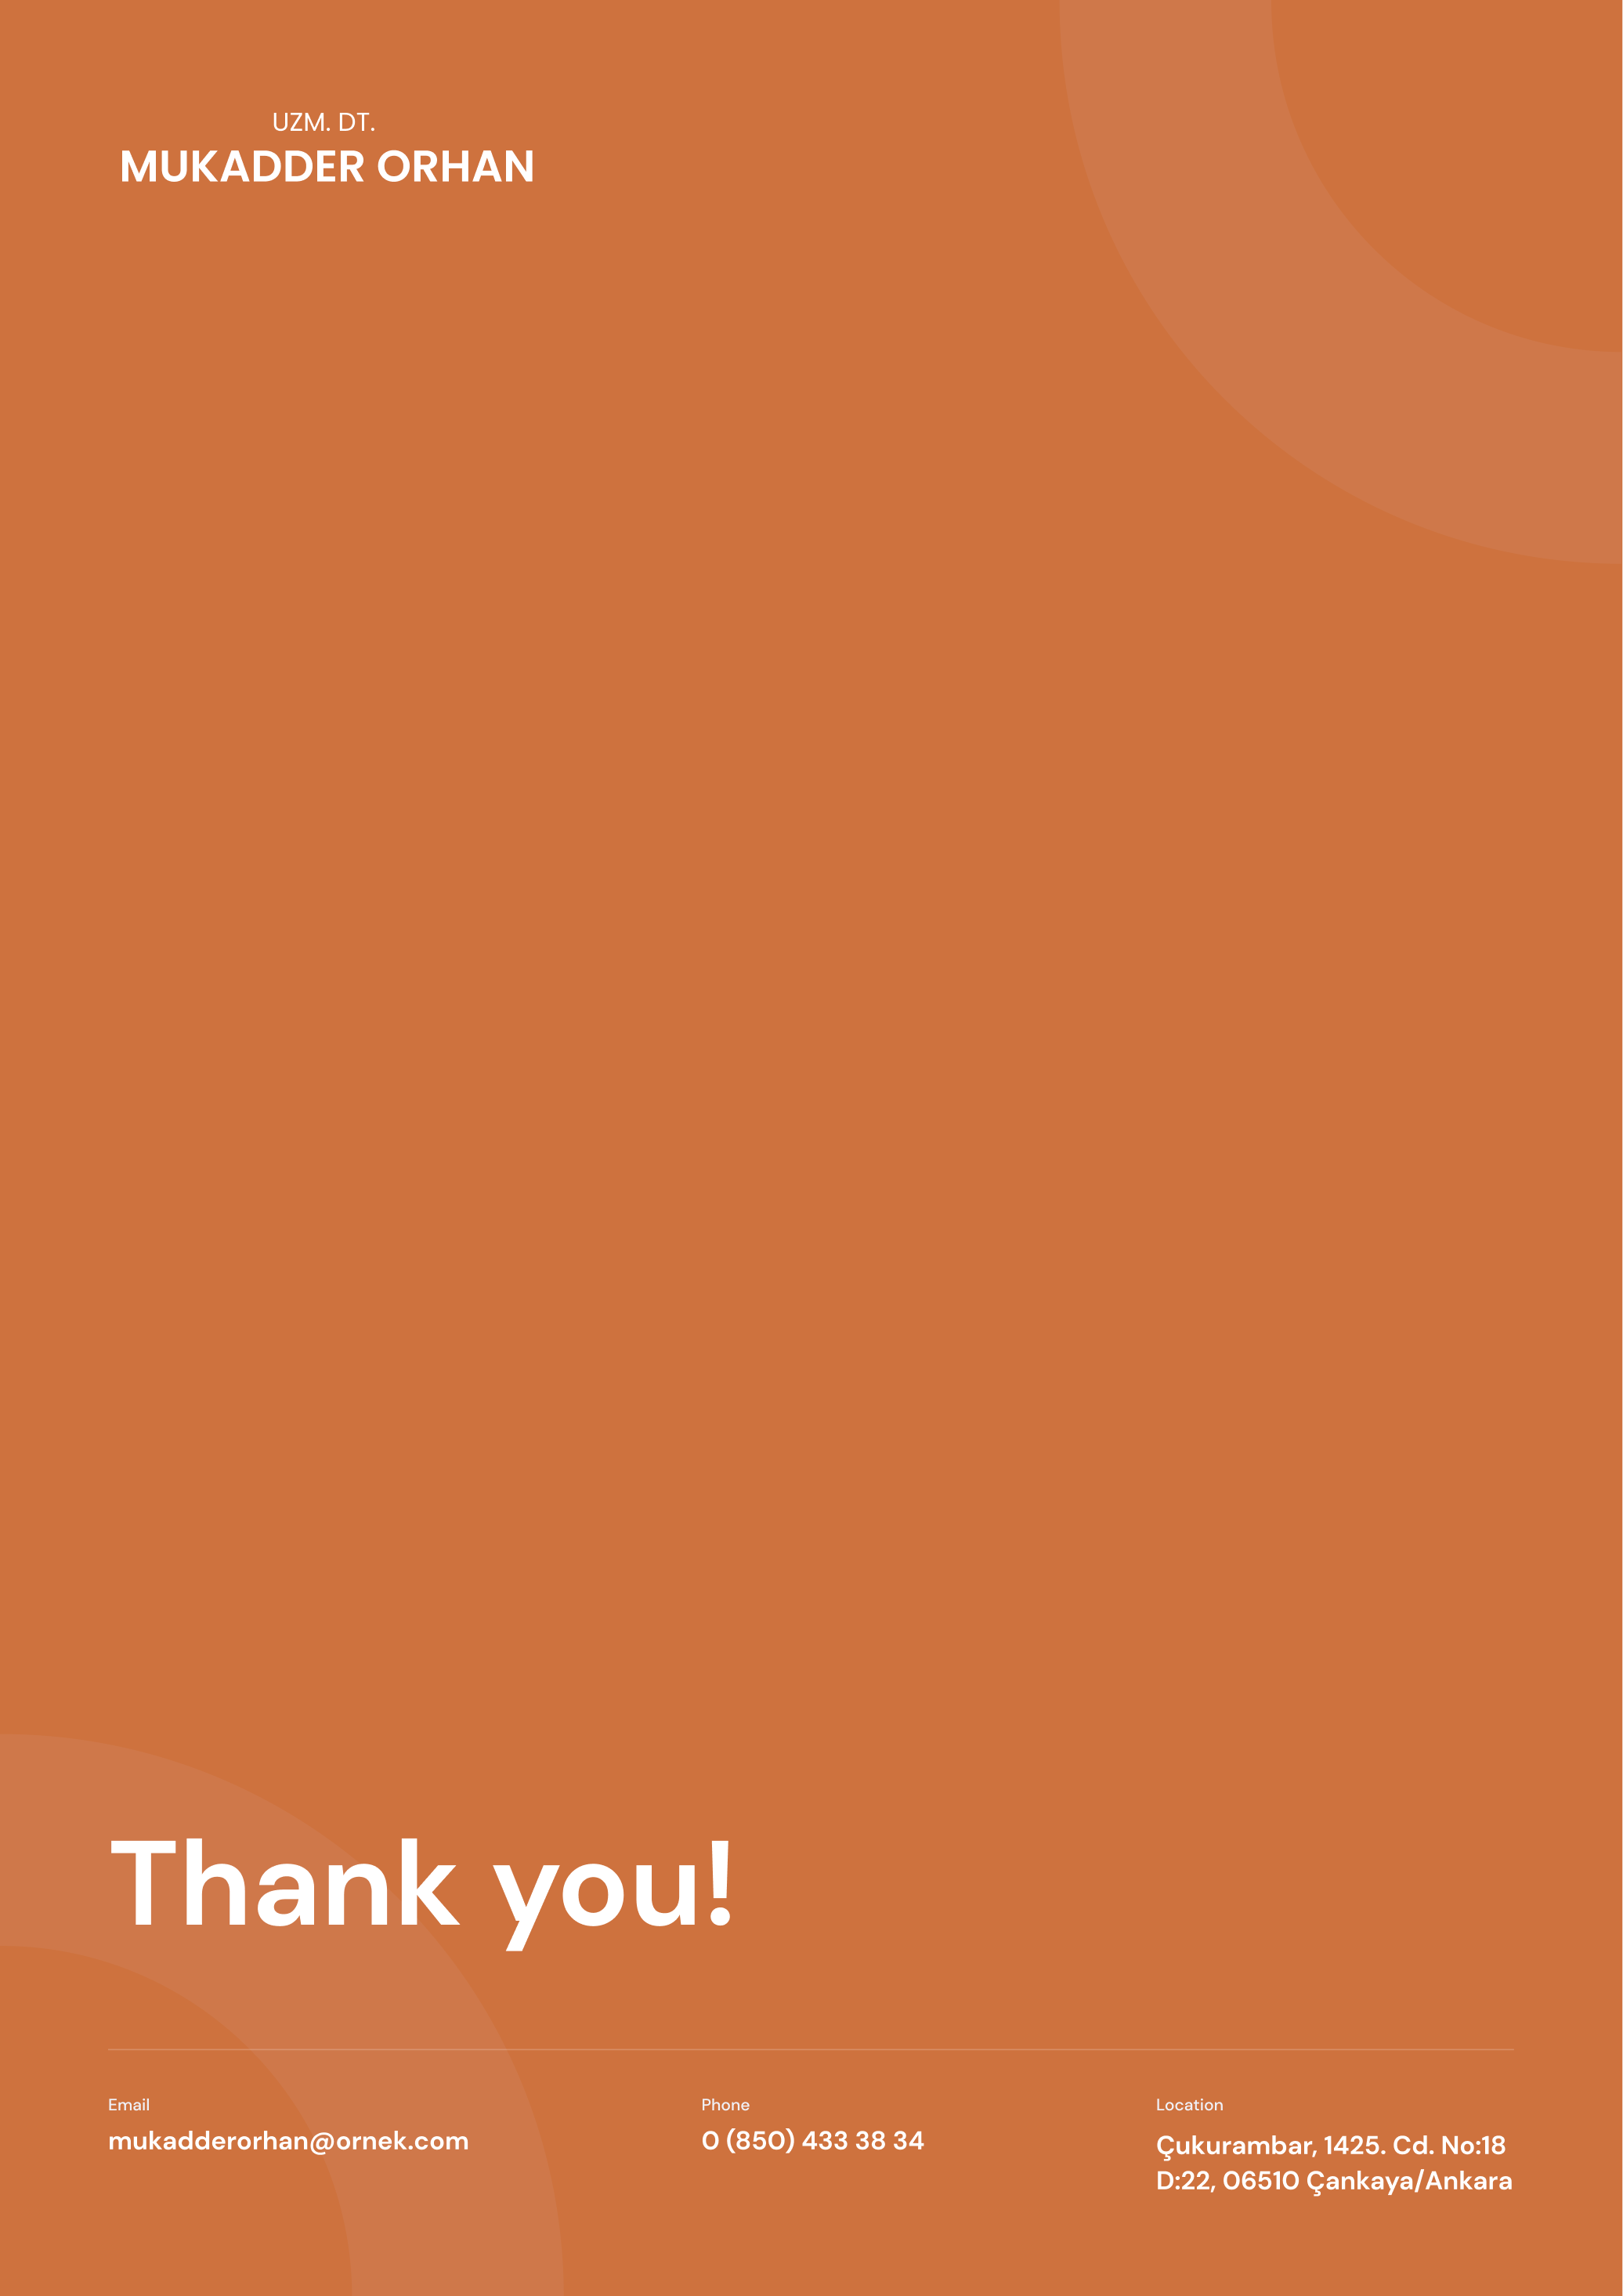 UZM. DT.
MUKADDER ORHAN
Thank you!
Email
mukadderorhan@ornek.com
Phone
0 (850) 433 38 34
Location
Çukurambar, 1425. Cd. No:18
D:22, 06510 Çankaya/Ankara